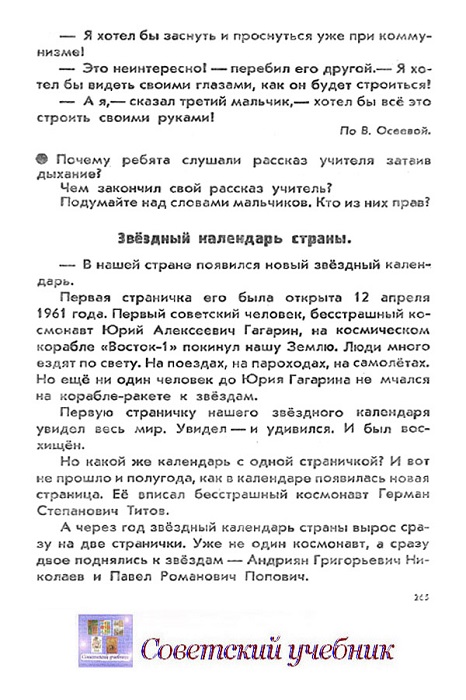 — Я хотел бы заснуть и проснуться уже при комму-
низме!
— Это неинтересно! — перебил его другой.— Я хо-
тел бы видеть своими глазами, как он будет строиться!
— А я,— сказал третий мальчик,— хотел бы всё это
строить своими руками!
По В. Осеевой.
● Почему ребята слушали рассказ учителя затаив
дыхание?
Чем закончил свой рассказ учитель?
Подумайте над словами мальчиков. Кто из них прав?
Звёздный календарь страны.
— В нашей стране появился новый звёздный кален-
дарь.
Первая страничка его была открыта 12 апреля
1961 года. Первый советский человек, бесстрашный кос-
монавт Юрий Алексеевич Гагарин, на космическом
корабле «Восток-1» покинул нашу Землю. Люди много
ездят по свету. На поездах, на пароходах, на самолётах.
Но ещё ни один человек до Юрия Гагарина не мчался
на корабле-ракете к звёздам.
Первую страничку нашего звёздного календаря
увидел весь мир. Увидел — и удивился. И был вос-
хищён.
Но какой же календарь с одной страничкой? И вот
не прошло и полугода, как в календаре появилась новая
страница. Её вписал бесстрашный космонавт Герман
Степанович Титов.
А через год звёздный календарь страны вырос сра-
зу на две странички. Уже не один космонавт, а сразу
двое поднялись к звёздам — Андриян Григорьевич Ни-
колаев и Павел Романович Попович.
265
Советский учебник
Советский учебник